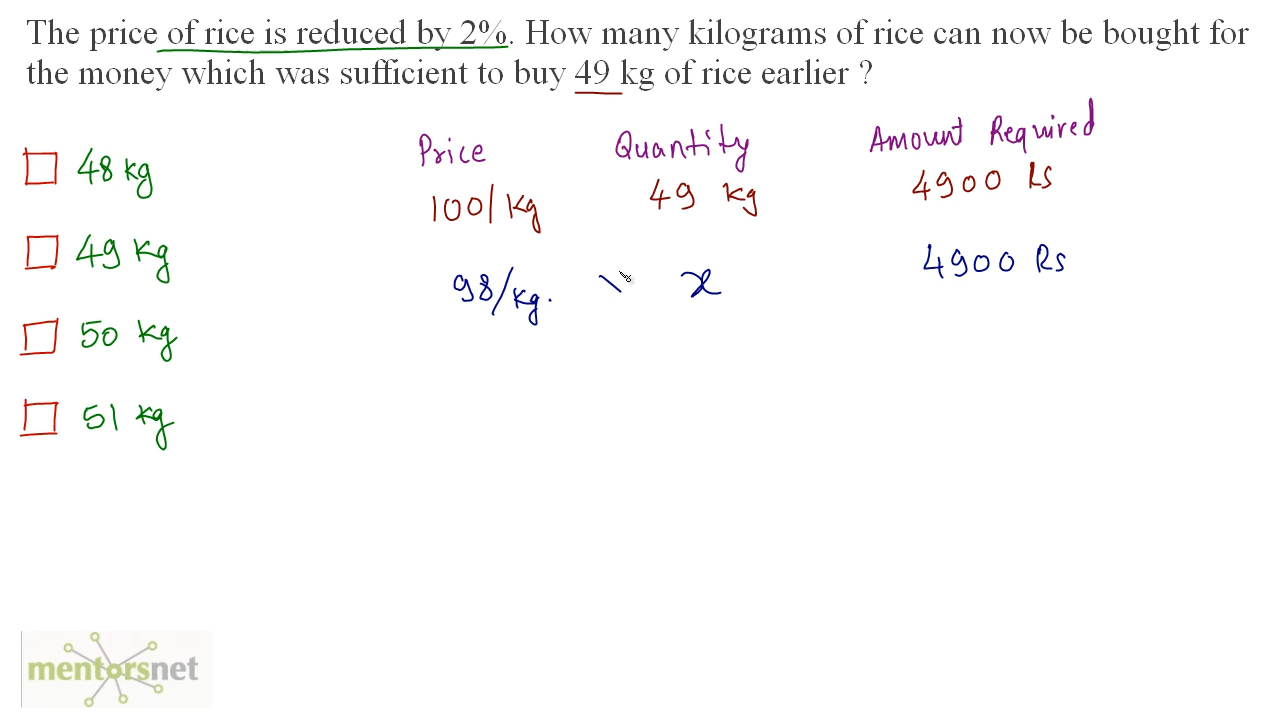 The price of rice is reduced by 2%. How many kilograms of rice can now be bought for
the money which was sufficient to buy 49 kg of rice earlier ?
Price Quantity Amount Required
48 kg
100/kg 49 kg 4900 Rs
49 kg
98/kg. \ x 4900 Rs
50 kg
51 kg
mentorsnet